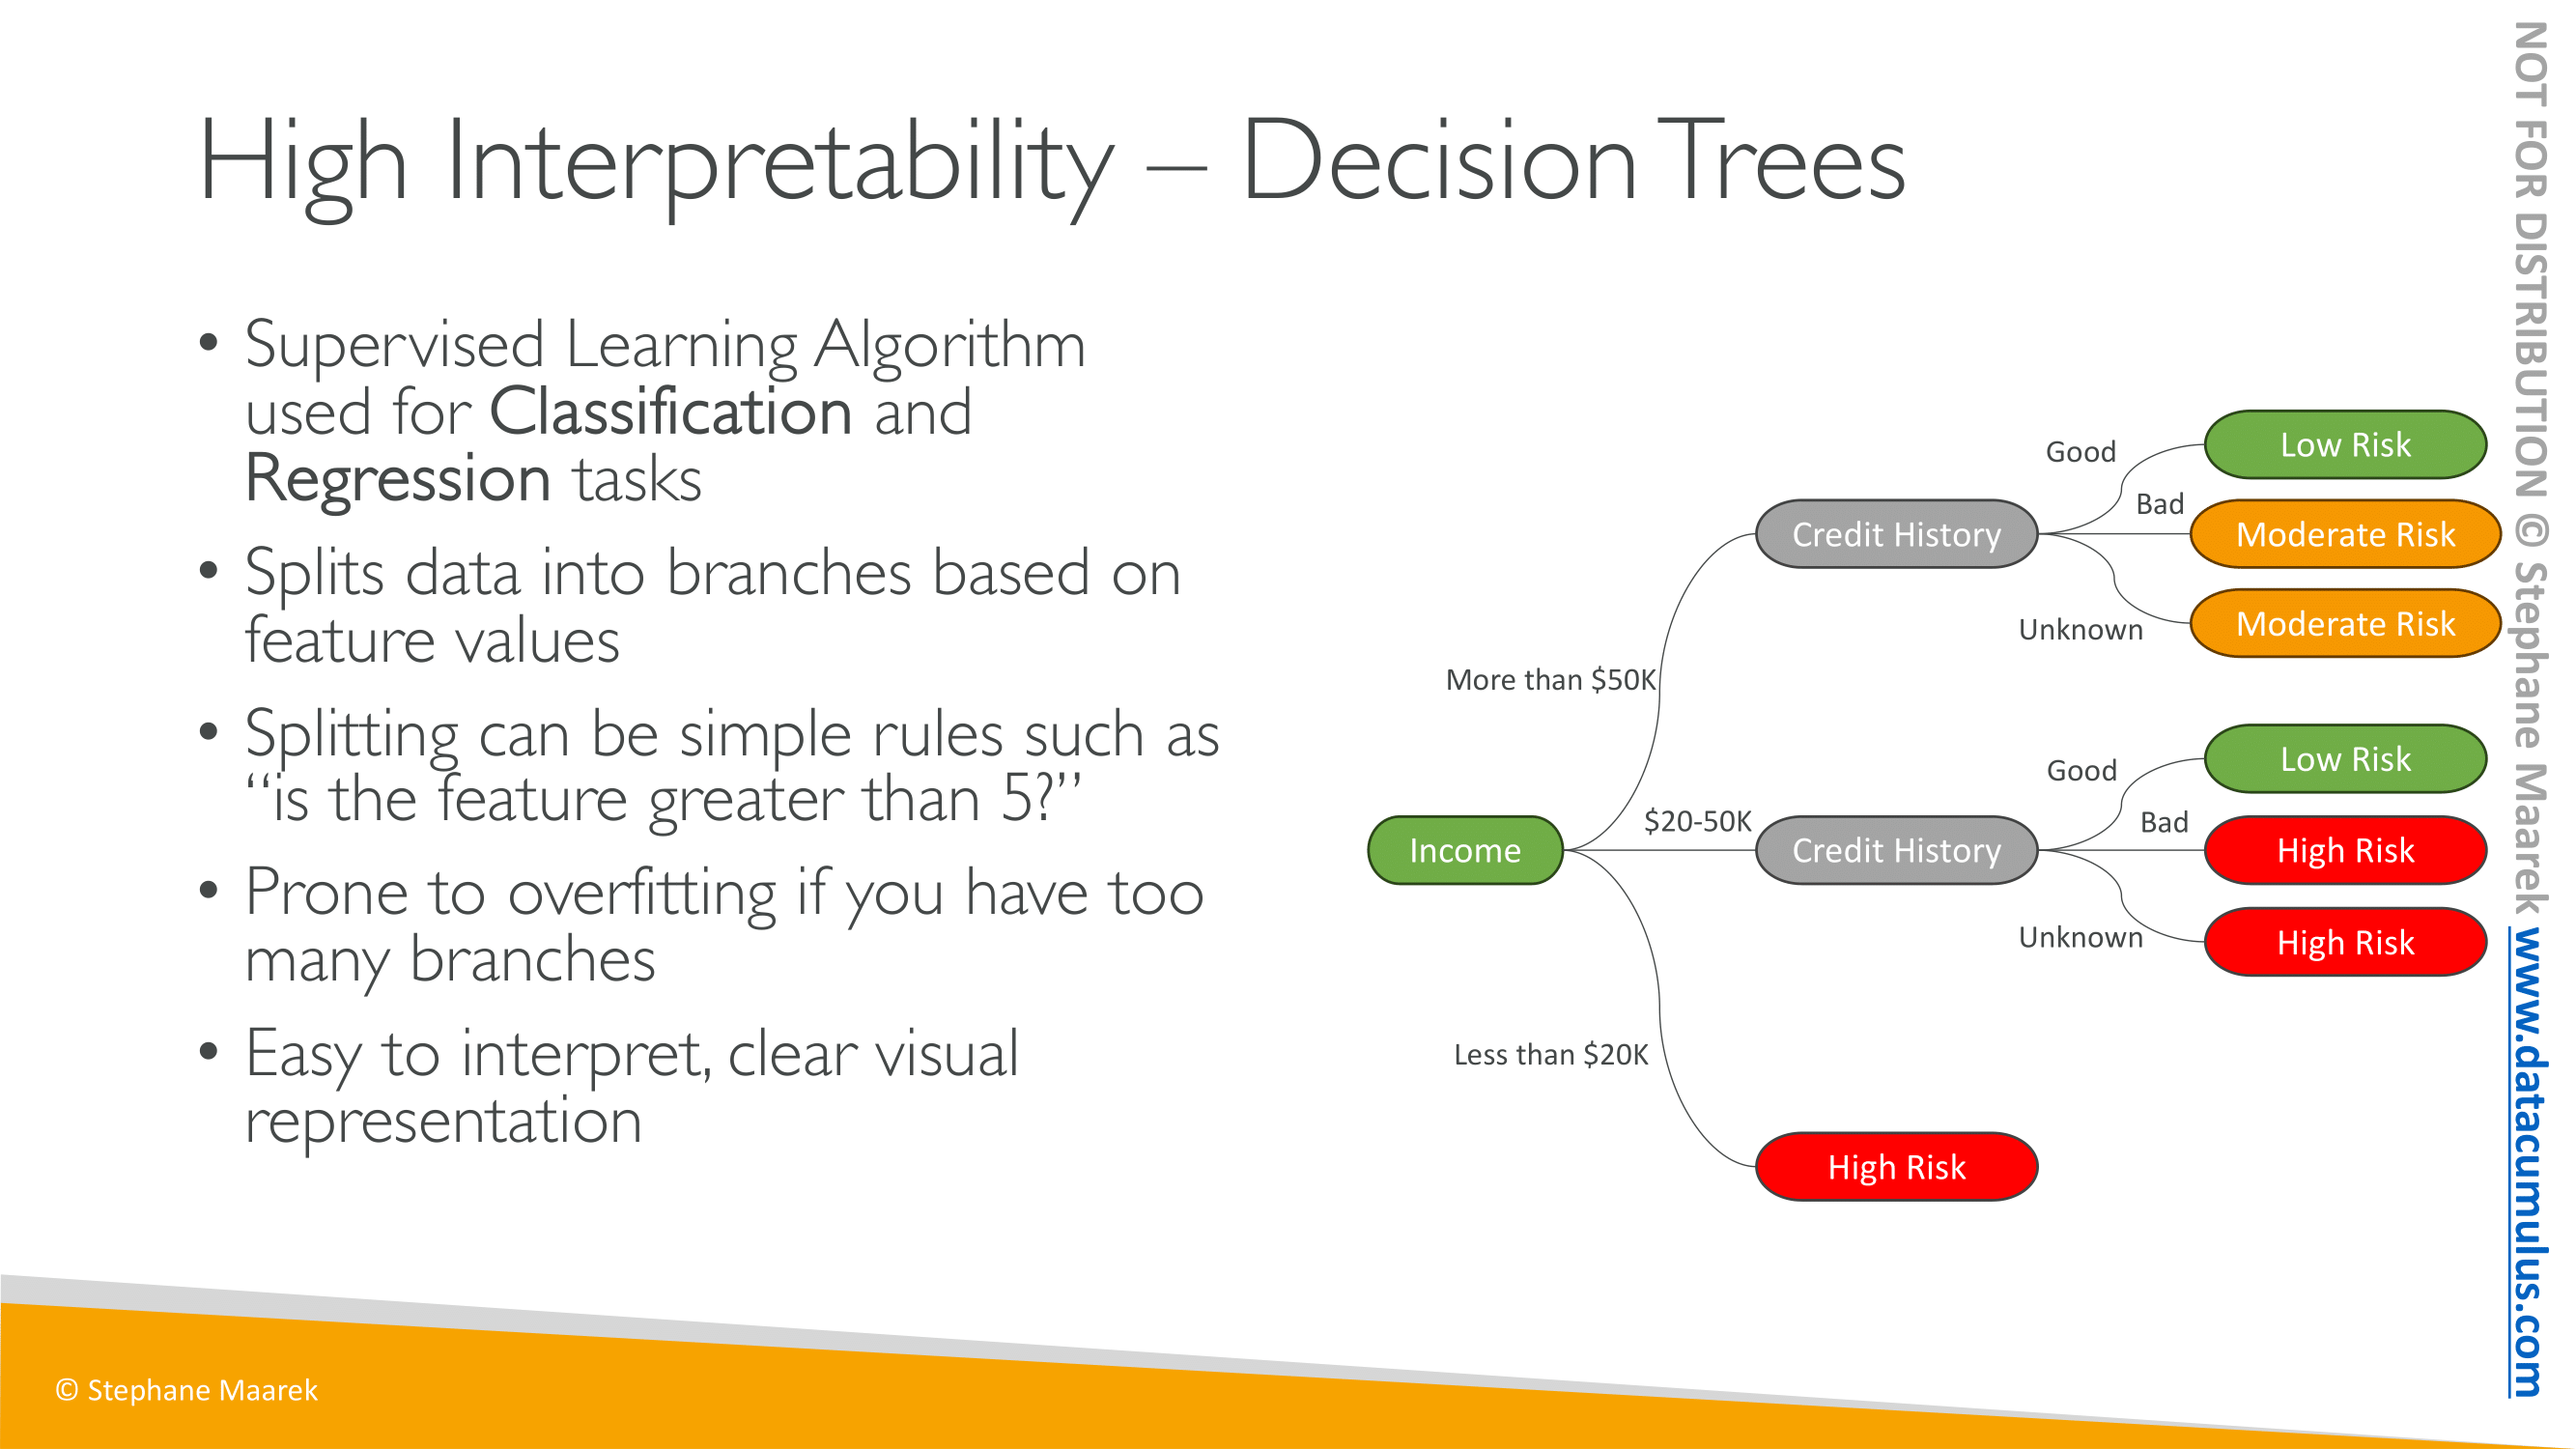 High Interpretability – Decision Trees
• Supervised Learning Algorithm
used for Classification and
Regression tasks
• Splits data into branches based on
feature values
• Splitting can be simple rules such as
“is the feature greater than 5?”
• Prone to overfitting if you have too
many branches
• Easy to interpret, clear visual
representation
Income
More than $50K
Credit History
Good
Low Risk
Bad
Moderate Risk
Unknown
Moderate Risk
$20-50K
Credit History
Good
Low Risk
Bad
High Risk
Unknown
High Risk
Less than $20K
High Risk
© Stephane Maarek
NOT FOR DISTRIBUTION © Stephane Maarek www.datacumulus.com